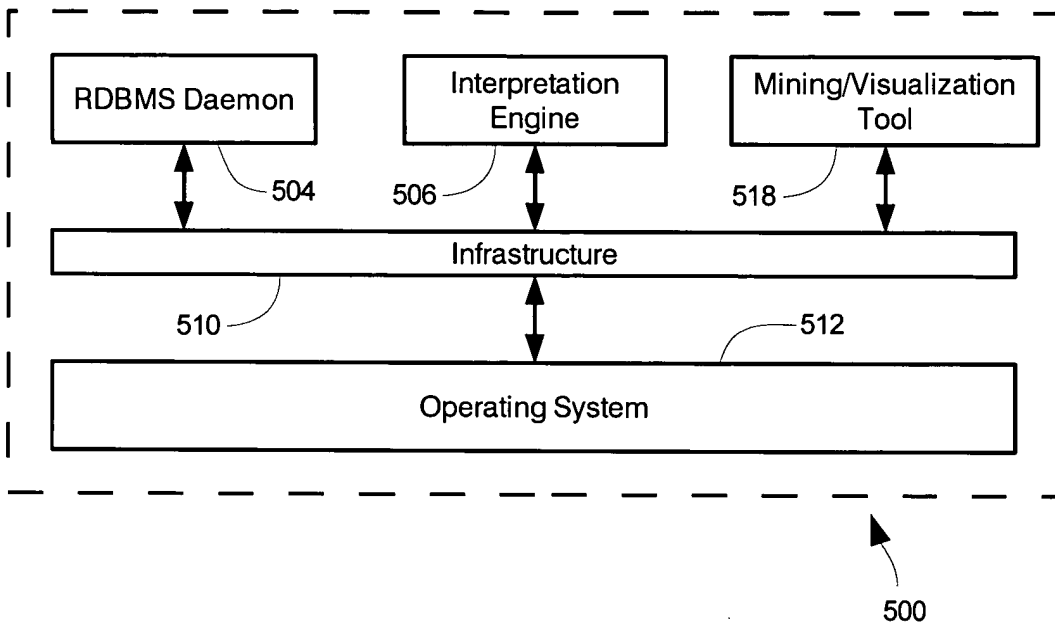 RDBMS Daemon
Interpretation
Engine
Mining/Visualization
Tool
504
506
518
Infrastructure
510
512
Operating System
500